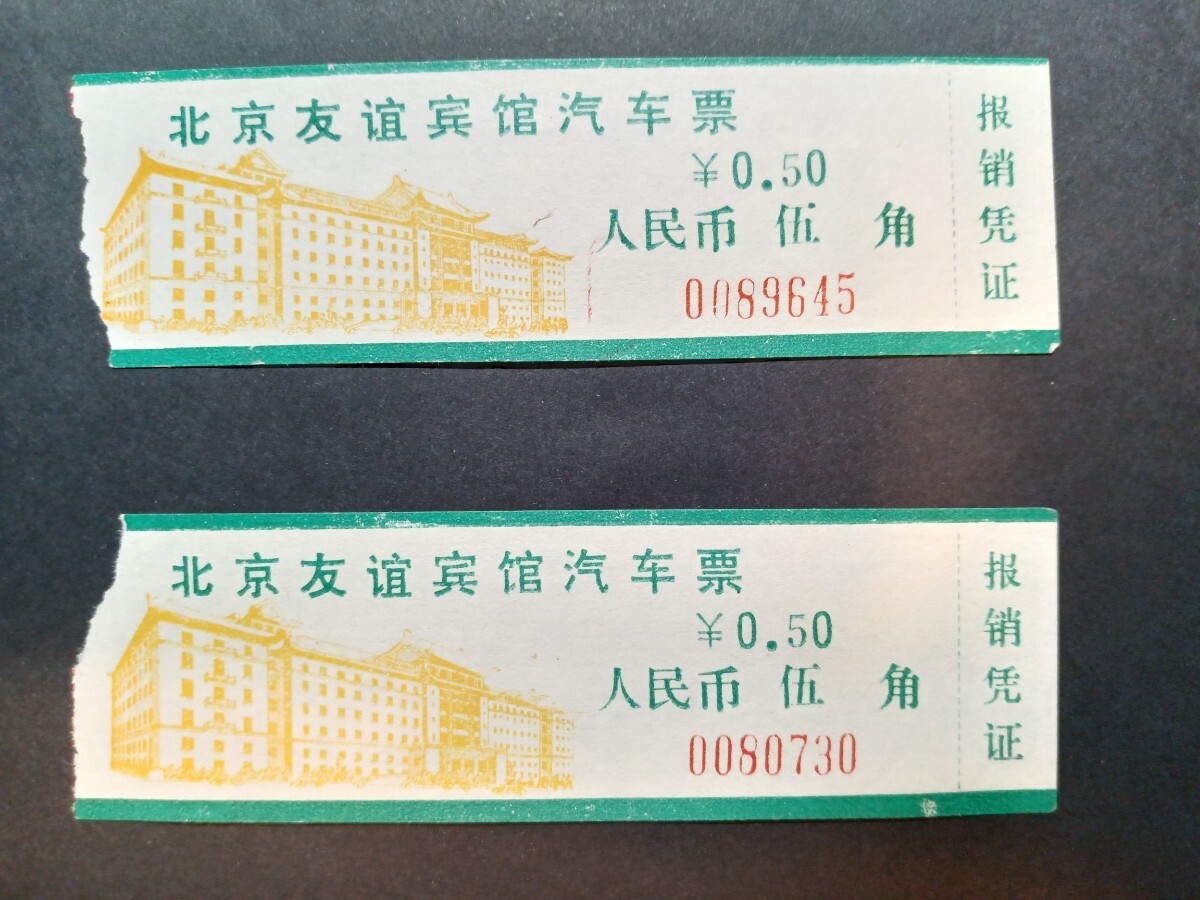 北京友谊宾馆汽车票
￥0.50
人民币 伍 角
0089645
报销凭证
北京友谊宾馆汽车票
￥0.50
人民币 伍 角
0080730
报销凭证